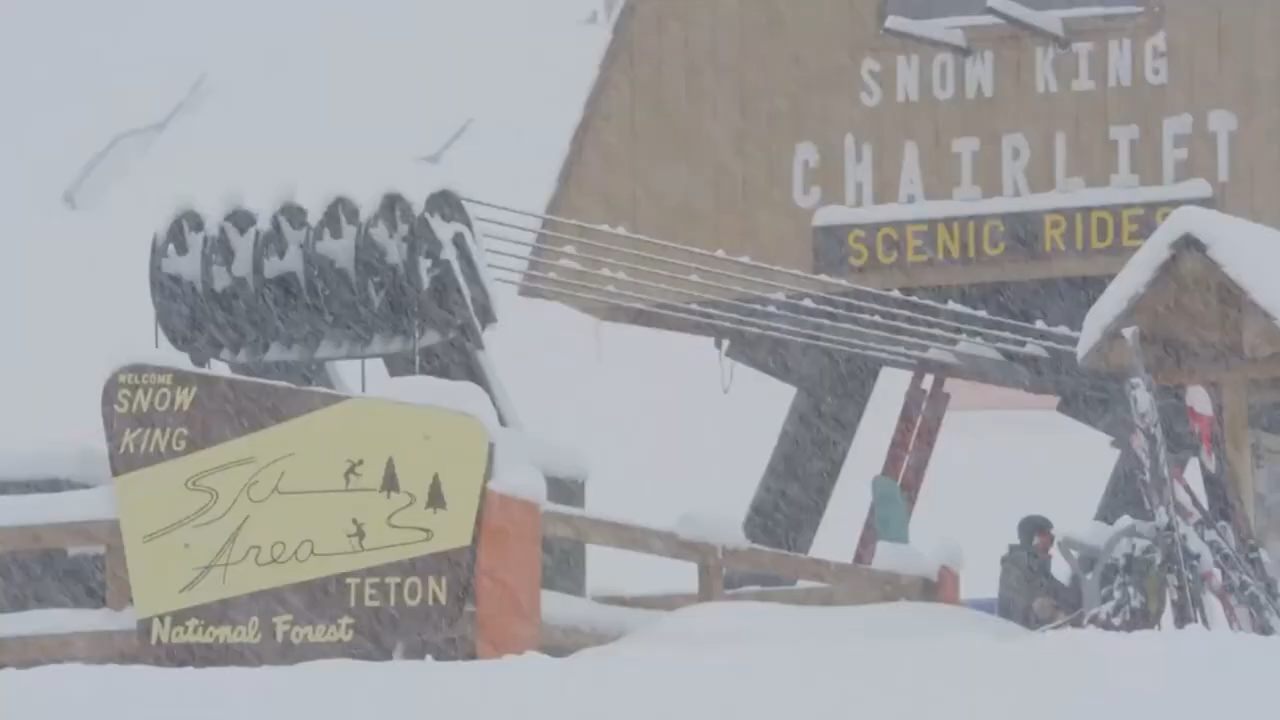 SNOW KING
CHAIRLIFT
SCENIC RIDES
WELCOME
SNOW
KING
Ski
Area
TETON
National Forest